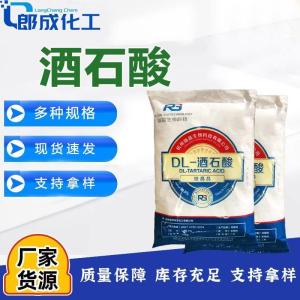 LangCheng Chem
郎成化工
酒石酸
多种规格
现货速发
支持拿样
RS
DL-酒石酸
DL-TARTARIC ACID
RS
厂家
货源
质量保障 库存充足 支持拿样